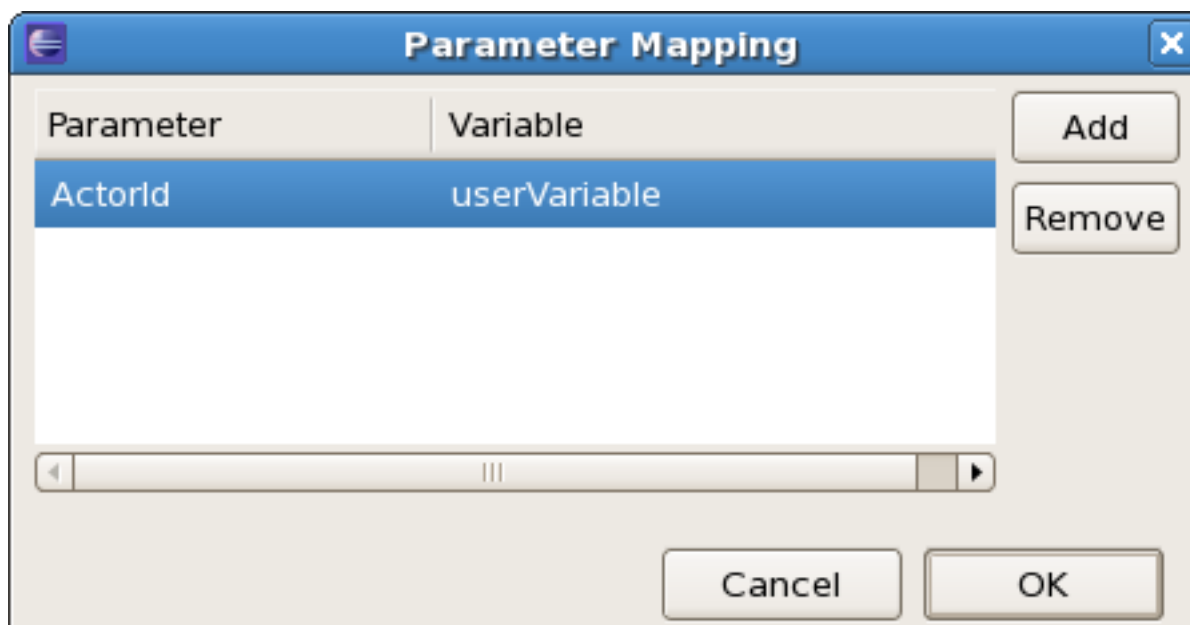 Parameter Mapping
Parameter Variable Add
ActorId userVariable
Remove
Cancel OK